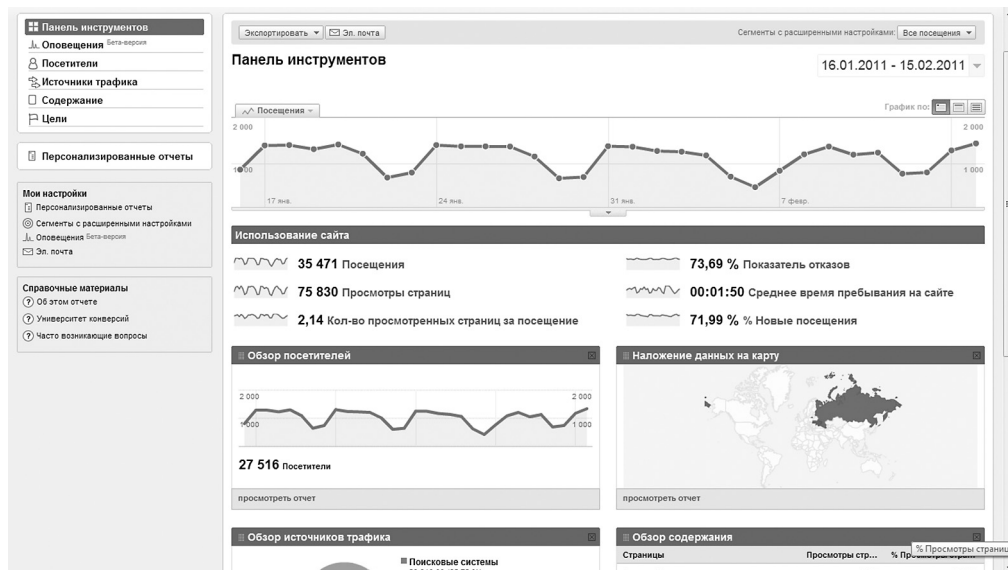 Панель инструментов
Оповещения Бета-версия
Посетители
Источники трафика
Содержание
Цели
Персонализированные отчеты
Мои настройки
Персонализированные отчеты
Сегменты с расширенными настройками
Оповещения Бета-версия
Эл. почта
Справочные материалы
Об этом отчете
Университет конверсий
Часто возникающие вопросы
Экспортировать Эл. почта
Сегменты с расширенными настройками: Все посещения
Панель инструментов
16.01.2011 - 15.02.2011
Посещения
График по:
2 000 2 000
1 000 1 000
17 янв. 24 янв. 31 янв. 7 февр.
Использование сайта
35 471 Посещения
75 830 Просмотры страниц
2,14 Кол-во просмотренных страниц за посещение
73,69 % Показатель отказов
00:01:50 Среднее время пребывания на сайте
71,99 % % Новые посещения
Обзор посетителей
2 000 2 000
1 000 1 000
27 516 Посетители
просмотреть отчет
Наложение данных на карту
просмотреть отчет
Обзор источников трафика
Поисковые системы
Обзор содержания
Страницы Просмотры стр...
% Просмотры страниц